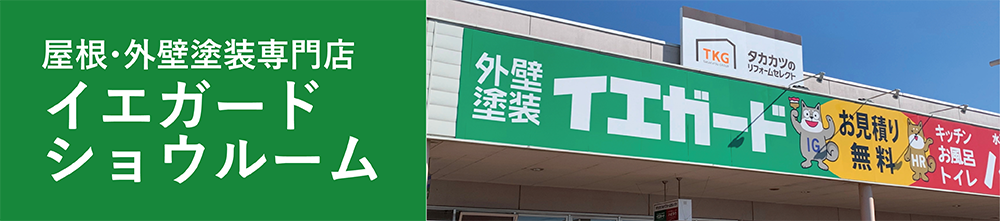 屋根・外壁塗装専門店
イエガード
ショウルーム
TKG
タカカツの
リフォームセレクト
外壁
塗装
イエガード
IG
お見積り
無料
HR
キッチン
お風呂
トイレ
水